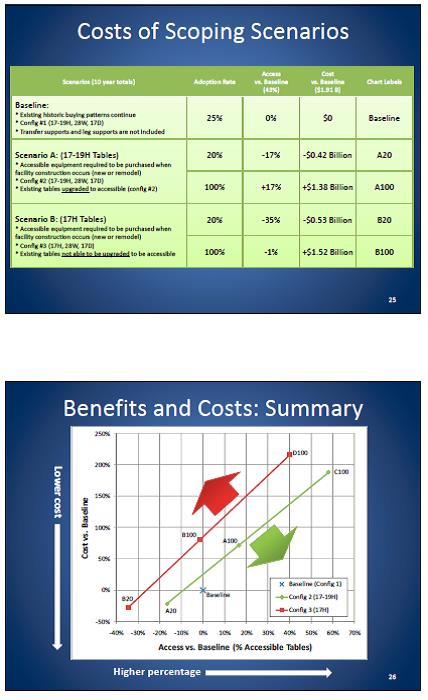 Costs of Scoping Scenarios
Scenarios (10 year totals)
Adoption Rate
Access
vs. Baseline
(43%)
Cost
vs. Baseline
($1.91 B)
Chart Labels
Baseline:
* Existing historic buying patterns continue
* Config #1 (17-19H, 28W, 17D)
* Transfer supports and leg supports are not Included
25%
0%
$0
Baseline
Scenario A: (17-19H Tables)
* Accessible equipment required to be purchased when
facility construction occurs (new or remodel)
* Config #2 (17-19H, 28W, 17D)
* Existing tables upgraded to accessible (config #2)
20%
-17%
-$0.42 Billion
A20
100%
+17%
+$1.38 Billion
A100
Scenario B: (17H Tables)
* Accessible equipment required to be purchased when
facility construction occurs (new or remodel)
* Config #3 (17H, 28W, 17D)
* Existing tables not able to be upgraded to be accessible
20%
-35%
-$0.53 Billion
B20
100%
-1%
+$1.52 Billion
B100
25
Benefits and Costs: Summary
Lower cost
Cost vs. Baseline
250%
200%
150%
100%
50%
0%
-50%
D100
C100
B100
A100
Baseline
B20
A20
Baseline (Config 1)
Config 2 (17-19H)
Config 3 (17H)
-40% -30% -20% -10% 0% 10% 20% 30% 40% 50% 60% 70%
Access vs. Baseline (% Accessible Tables)
Higher percentage
26